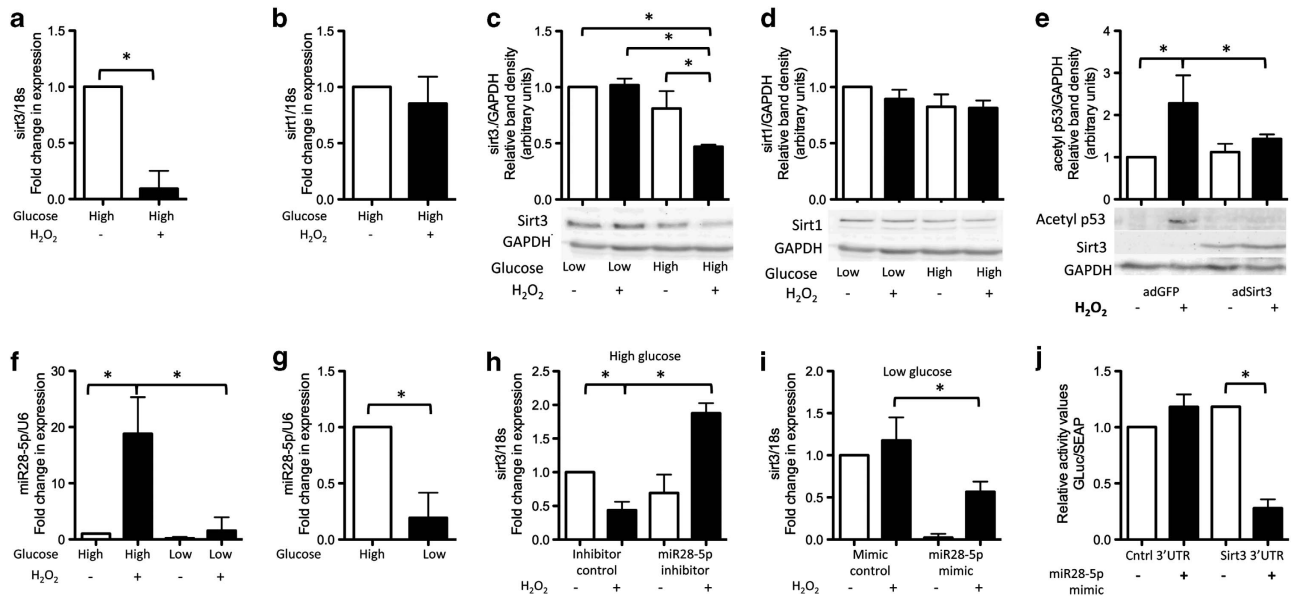 a
1.5
*
1.0
0.5
0.0
sirt3/18s
Fold change in expression
Glucose High High
H₂O₂ - +
b
1.5
1.0
0.5
0.0
sirt1/18s
Fold change in expression
High High
H₂O₂ - +
c
1.5
*
*
*
1.0
0.5
0.0
sirt3./GAPDH
Relative band density
(arbitrary units)
Sirt3
GAPDH
Glucose Low Low High High
H₂O₂ - + - +
d
1.5
1.0
0.5
0.0
sirt1/GAPDH
Relative band density
(arbitrary units)
Sirt1
GAPDH
Glucose Low Low High High
H₂O₂ - + - +
e
4
* *
3
2
1
0
acetyl p53/GAPDH
Relative band density
(arbitrary units)
Acetyl p53
Sirt3
GAPDH
adGFP adSirt3
H₂O₂ - + - +
f
30
* *
20
10
0
miR28-5p/U6
Fold change in expression
Glucose High High Low Low
H₂O₂ - + - +
g
1.5
*
1.0
0.5
0.0
miR28-5p/U6
Fold change in expression
Glucose High Low
h
High glucose
2.5
* *
2.0
1.5
1.0
0.5
0.0
sirt3/18s
Fold change in expression
Inhibitor miR28-5p
control inhibitor
H₂O₂ - + - +
i
Low glucose
2.0
*
1.5
1.0
0.5
0.0
sirt3/18s
Fold change in expression
Mimic miR28-5p
control mimic
H₂O₂ - + - +
j
1.5
*
1.0
0.5
0.0
Relative activity values
GLuc/SEAP
Cntrl 3'UTR Sirt3 3'UTR
miR28-5p - + - +
mimic